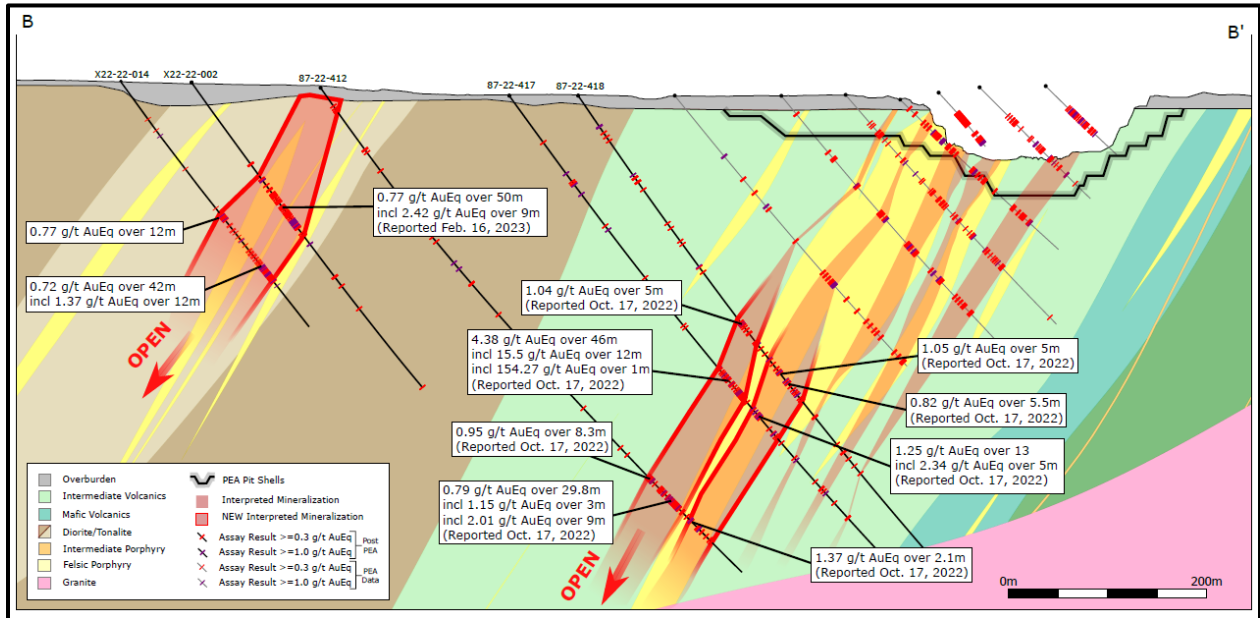 B
B'
X22-22-014
X22-22-002
87-22-412
87-22-417
87-22-418
0.77 g/t AuEq over 12m
0.72 g/t AuEq over 42m
incl 1.37 g/t AuEq over 12m
0.77 g/t AuEq over 50m
incl 2.42 g/t AuEq over 9m
(Reported Feb. 16, 2023)
OPEN
1.04 g/t AuEq over 5m
(Reported Oct. 17, 2022)
4.38 g/t AuEq over 46m
incl 15.5 g/t AuEq over 12m
incl 154.27 g/t AuEq over 1m
(Reported Oct. 17, 2022)
0.95 g/t AuEq over 8.3m
(Reported Oct. 17, 2022)
0.79 g/t AuEq over 29.8m
incl 1.15 g/t AuEq over 3m
incl 2.01 g/t AuEq over 9m
(Reported Oct. 17, 2022)
1.05 g/t AuEq over 5m
(Reported Oct. 17, 2022)
0.82 g/t AuEq over 5.5m
(Reported Oct. 17, 2022)
1.25 g/t AuEq over 13
incl 2.34 g/t AuEq over 5m
(Reported Oct. 17, 2022)
1.37 g/t AuEq over 2.1m
(Reported Oct. 17, 2022)
OPEN
Overburden
Intermediate Volcanics
Mafic Volcanics
Diorite/Tonalite
Intermediate Porphyry
Felsic Porphyry
Granite
PEA Pit Shells
Interpreted Mineralization
NEW Interpreted Mineralization
Assay Result >=0.3 g/t AuEq
Assay Result >=1.0 g/t AuEq
Post
PEA
Assay Result >=0.3 g/t AuEq
Assay Result >=1.0 g/t AuEq
PEA
Data
0m
200m